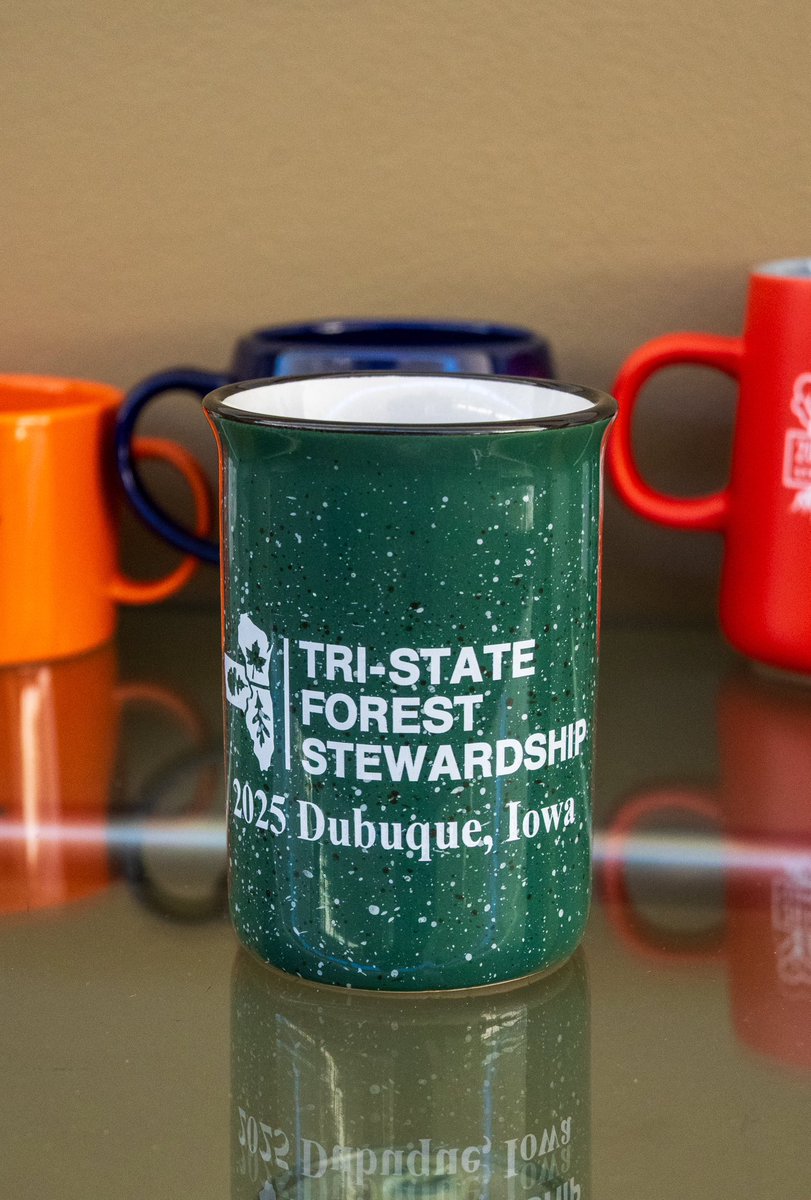 TRI-STATE
FOREST
STEWARDSHIP
2025 Dubuque, Iowa